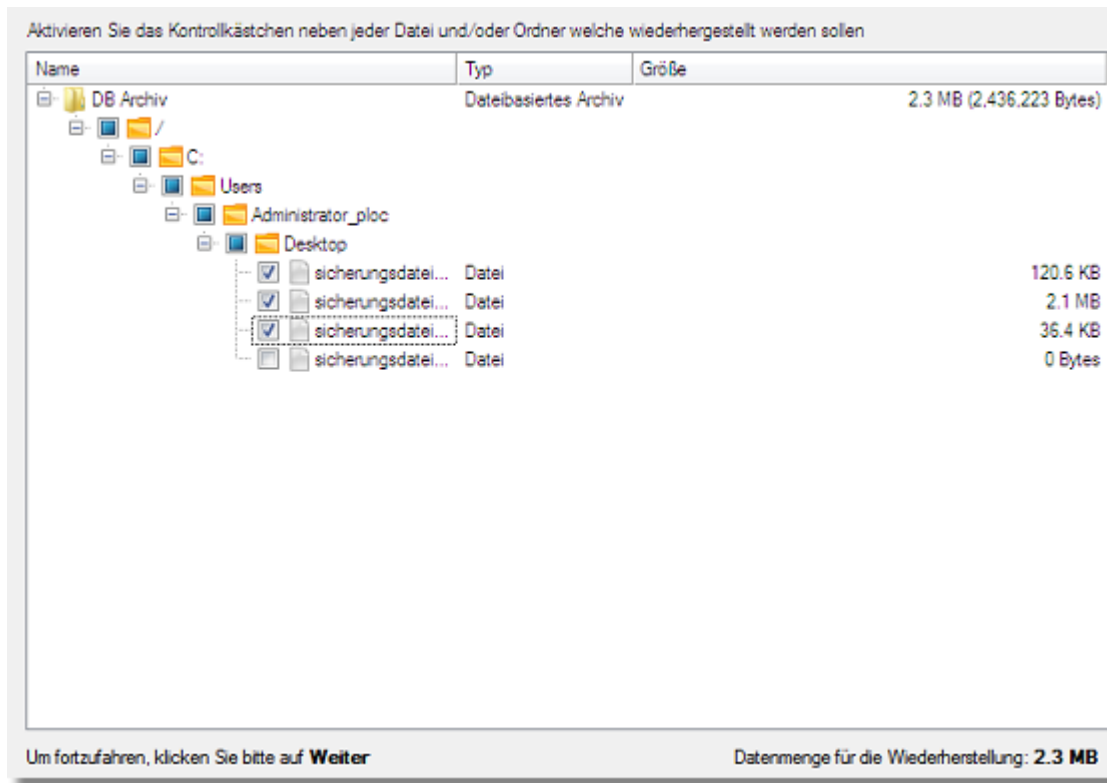 Aktivieren Sie das Kontrollkästchen neben jeder Datei und/oder Ordner welche wiederhergestellt werden sollen
Name Typ Größe
DB Archiv Dateibasiertes Archiv 2.3 MB (2,436,223 Bytes)
/
C:
Users
Administrator_ploc
Desktop
sicherungsdatei... Datei 120.6 KB
sicherungsdatei... Datei 2.1 MB
sicherungsdatei... Datei 36.4 KB
sicherungsdatei... Datei 0 Bytes
Um fortzufahren, klicken Sie bitte auf Weiter Datenmenge für die Wiederherstellung: 2.3 MB